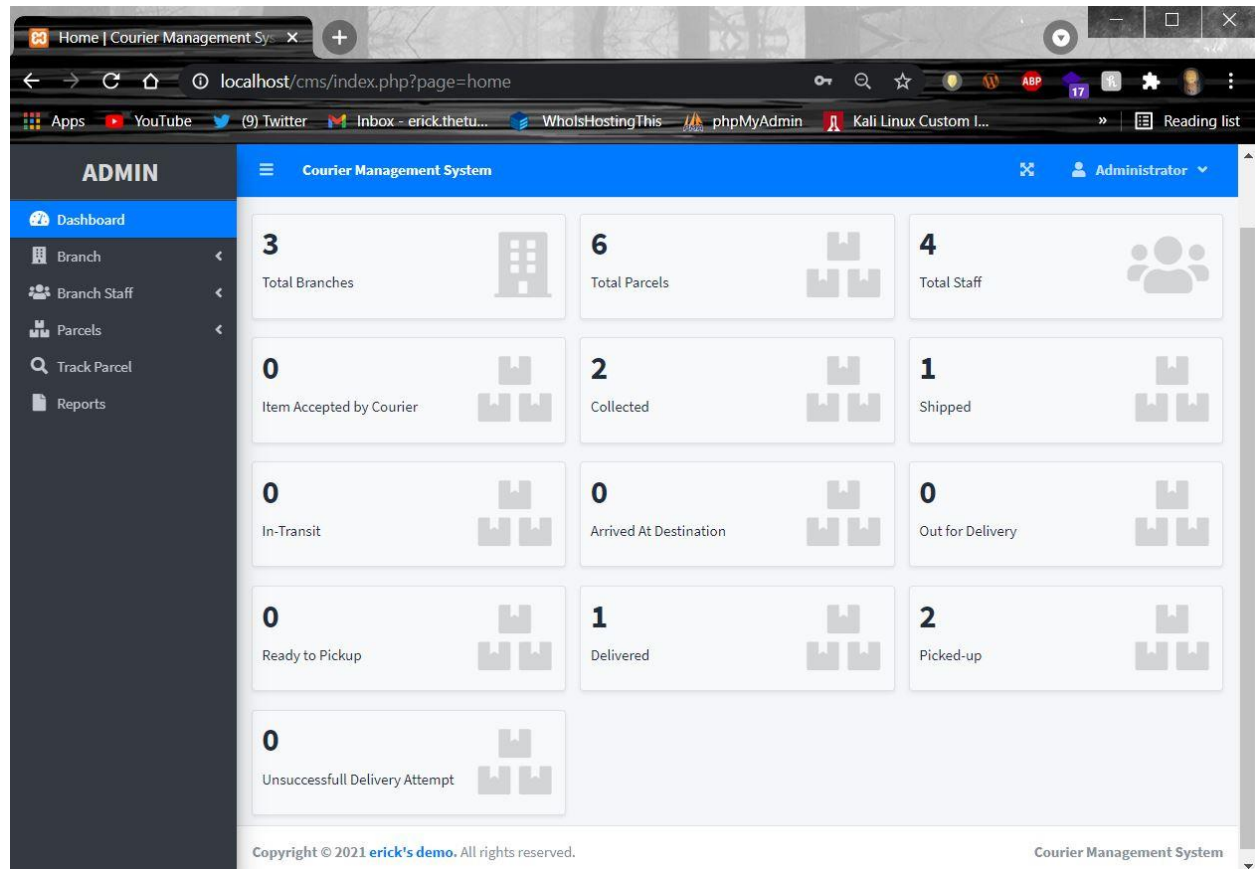 Home | Courier Management Sys
localhost/cms/index.php?page=home
ABP
17
Apps YouTube (9) Twitter Inbox - erick.thetu... WhoIsHostingThis phpMyAdmin Kali Linux Custom I... » Reading list
ADMIN
Courier Management System
Administrator
Dashboard
Branch
Branch Staff
Parcels
Track Parcel
Reports
3
Total Branches
6
Total Parcels
4
Total Staff
0
Item Accepted by Courier
2
Collected
1
Shipped
0
In-Transit
0
Arrived At Destination
0
Out for Delivery
0
Ready to Pickup
1
Delivered
2
Picked-up
0
Unsuccessfull Delivery Attempt
Copyright © 2021 erick's demo. All rights reserved.
Courier Management System